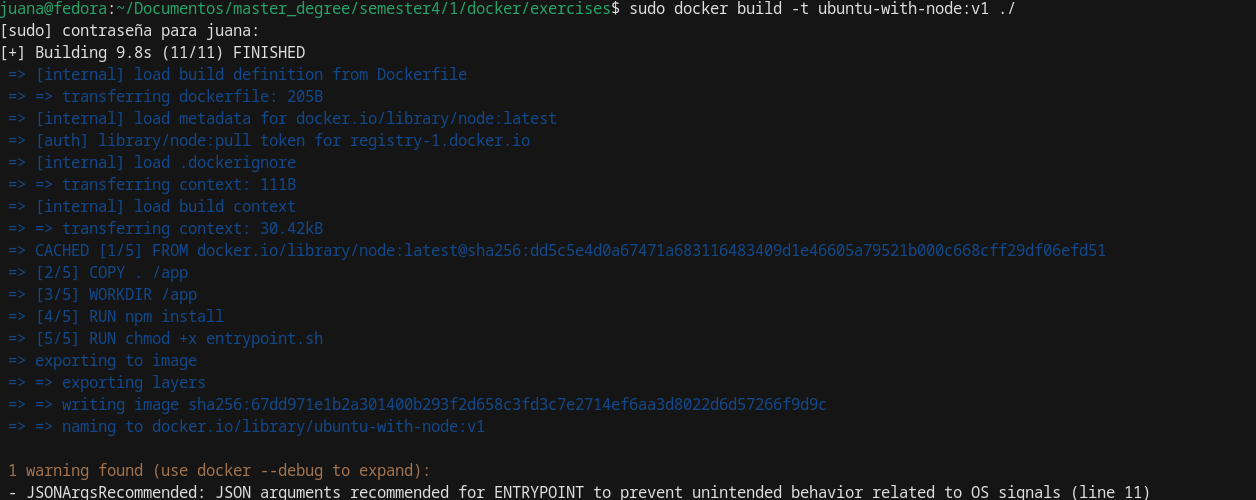 juana@fedora:~/Documentos/master_degree/semester4/1/docker/exercises$ sudo docker build -t ubuntu-with-node:v1 ./
[sudo] contraseña para juana:
[+] Building 9.8s (11/11) FINISHED
=> [internal] load build definition from Dockerfile
=> => transferring dockerfile: 205B
=> [internal] load metadata for docker.io/library/node:latest
=> [auth] library/node:pull token for registry-1.docker.io
=> [internal] load .dockerignore
=> => transferring context: 111B
=> [internal] load build context
=> => transferring context: 30.42kB
=> CACHED [1/5] FROM docker.io/library/node:latest@sha256:dd5c5e4d0a67471a683116483409d1e46605a79521b000c668cff29df06efd51
=> [2/5] COPY . /app
=> [3/5] WORKDIR /app
=> [4/5] RUN npm install
=> [5/5] RUN chmod +x entrypoint.sh
=> exporting to image
=> => exporting layers
=> => writing image sha256:67dd971e1b2a301400b293f2d658c3fd3c7e2714ef6aa3d8022d6d57266f9d9c
=> => naming to docker.io/library/ubuntu-with-node:v1
1 warning found (use docker --debug to expand):
- JSONArgsRecommended: JSON arguments recommended for ENTRYPOINT to prevent unintended behavior related to OS signals (line 11)